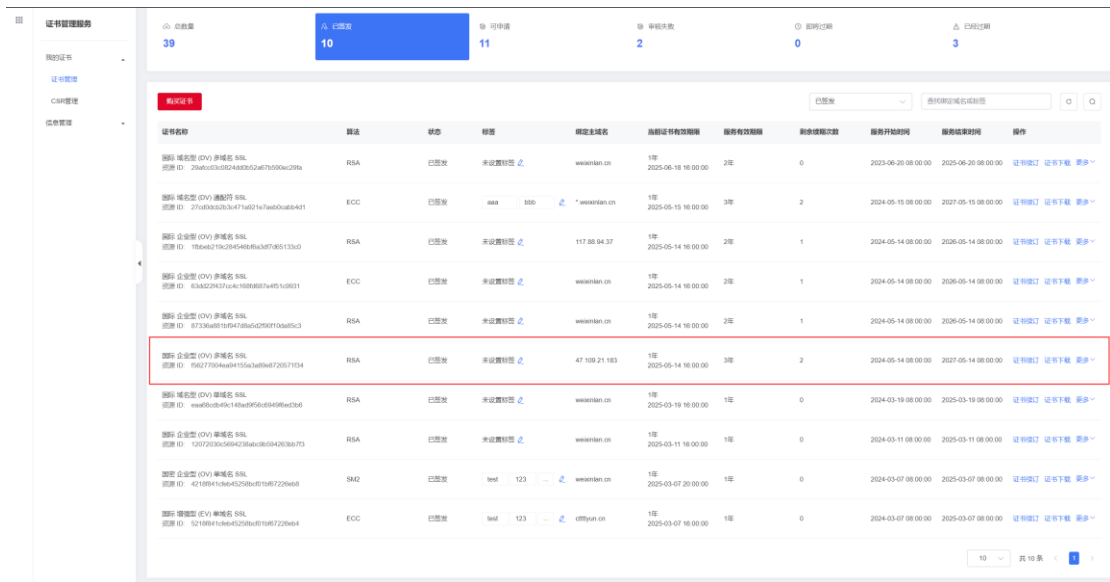 证书管理服务
我的证书
证书管理
CSR管理
信息管理
总数量
39
已签发
10
可申请
11
审核失败
2
即将过期
0
已经过期
3
购买证书
已签发
查找绑定域名或标签
证书名称 算法 状态 标签 绑定主域名 当前证书有效期限 服务有效期限 剩余续期次数 服务开始时间 服务结束时间 操作
国际 域名型 (DV) 多域名 SSL
RSA 已签发 未设置标签 weixinlan.cn 1年 2年 0 2023-06-20 08:00:00 2025-06-20 08:00:00 证书续订 证书下载 更多
资源 ID: 2025-06-18 16:00:00
国际 域名型 (DV) 通配符 SSL
ECC 已签发 aaa bbb *.weixinlan.cn 1年 3年 2 2024-05-15 08:00:00 2027-05-15 08:00:00 证书续订 证书下载 更多
资源 ID: 2025-05-15 16:00:00
国际 企业型 (OV) 多域名 SSL
RSA 已签发 未设置标签 117.88.94.37 1年 2年 1 2024-05-14 08:00:00 2026-05-14 08:00:00 证书续订 证书下载 更多
资源 ID: 2025-05-14 16:00:00
国际 企业型 (OV) 多域名 SSL
ECC 已签发 未设置标签 weixinlan.cn 1年 2年 1 2024-05-14 08:00:00 2026-05-14 08:00:00 证书续订 证书下载 更多
资源 ID: 2025-05-14 16:00:00
国际 企业型 (OV) 多域名 SSL
RSA 已签发 未设置标签 weixinlan.cn 1年 2年 1 2024-05-14 08:00:00 2026-05-14 08:00:00 证书续订 证书下载 更多
资源 ID: 2025-05-14 16:00:00
国际 企业型 (OV) 多域名 SSL
RSA 已签发 未设置标签 47.109.21.183 1年 3年 2 2024-05-14 08:00:00 2027-05-14 08:00:00 证书续订 证书下载 更多
资源 ID: 2025-05-14 16:00:00
国际 域名型 (DV) 单域名 SSL
RSA 已签发 未设置标签 weixinlan.cn 1年 1年 0 2024-03-19 08:00:00 2025-03-19 08:00:00 证书续订 证书下载 更多
资源 ID: 2025-03-19 16:00:00
国际 企业型 (OV) 单域名 SSL
RSA 已签发 未设置标签 weixinlan.cn 1年 1年 0 2024-03-11 08:00:00 2025-03-11 08:00:00 证书续订 证书下载 更多
资源 ID: 2025-03-11 16:00:00
国密 企业型 (OV) 单域名 SSL
SM2 已签发 test 123 ... weixinlan.cn 1年 1年 0 2024-03-07 08:00:00 2025-03-07 08:00:00 证书续订 证书下载 更多
资源 ID: 2025-03-07 20:00:00
国际 增强型 (EV) 单域名 SSL
ECC 已签发 test 123 ... ctttyun.cn 1年 1年 0 2024-03-07 08:00:00 2025-03-07 08:00:00 证书续订 证书下载 更多
资源 ID: 2025-03-07 16:00:00
10 共 10 条 1